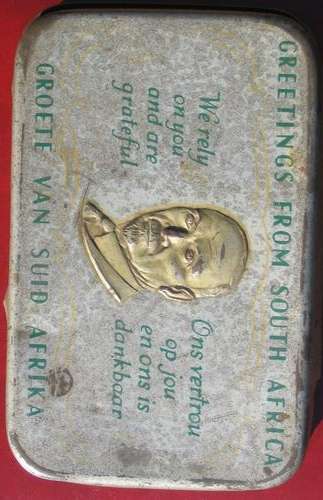 GREETINGS FROM SOUTH AFRICA
We rely
on you
and are
grateful
Ons vertrou
op jou
en ons is
dankbaar
GROETE VAN SUID AFRIKA